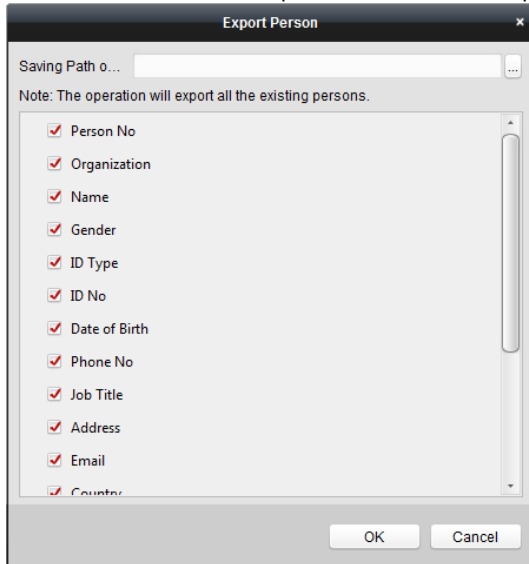 Export Person
Saving Path o...
...
Note: The operation will export all the existing persons.
Person No
Organization
Name
Gender
ID Type
ID No
Date of Birth
Phone No
Job Title
Address
Email
Country
OK Cancel